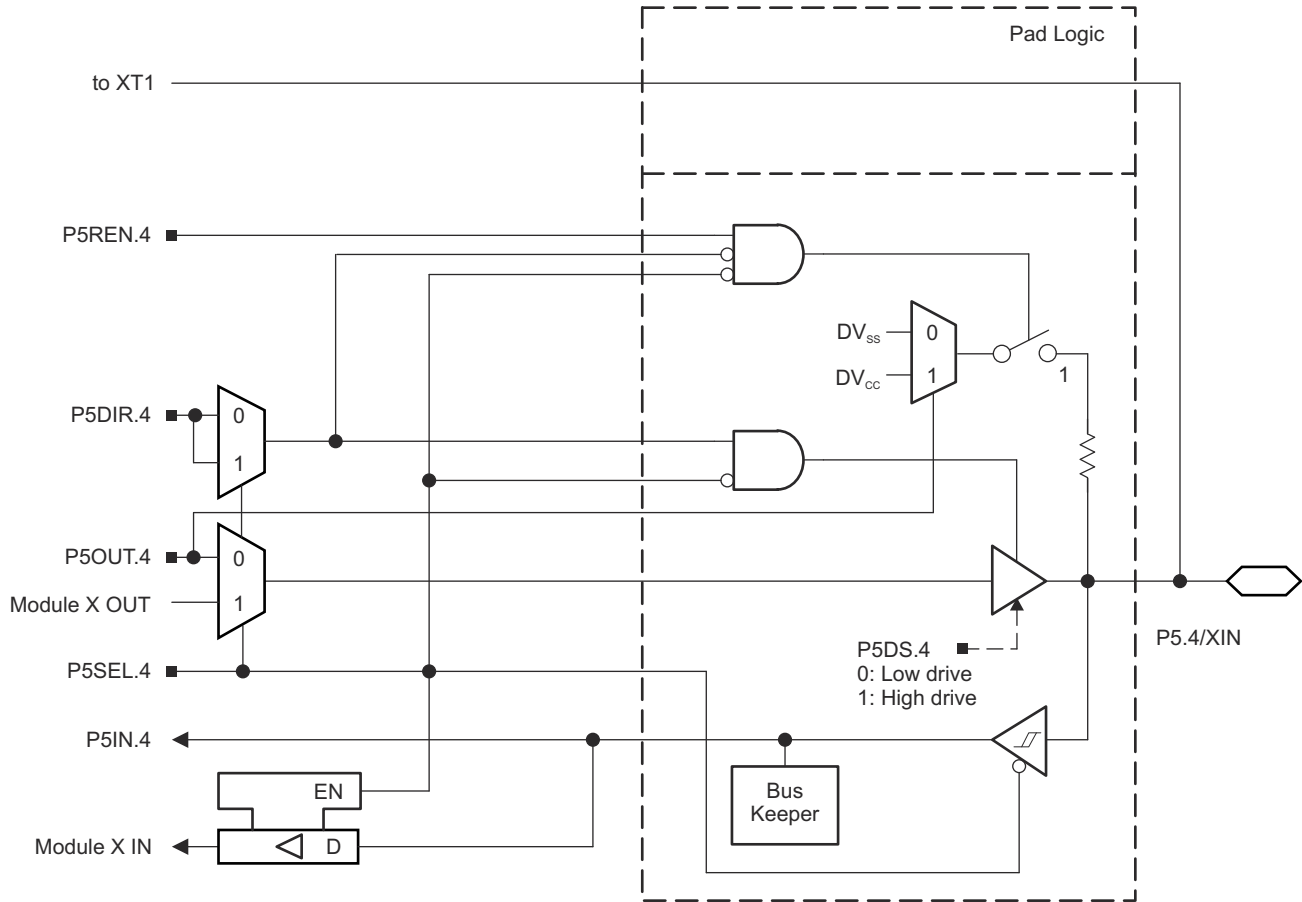 Pad Logic
to XT1
P5REN.4
DVSS
0
DVCC
1
1
P5DIR.4
0
1
P5OUT.4
0
Module X OUT
1
P5DS.4
0: Low drive
1: High drive
P5.4/XIN
P5SEL.4
P5IN.4
Bus
Keeper
EN
Module X IN
D